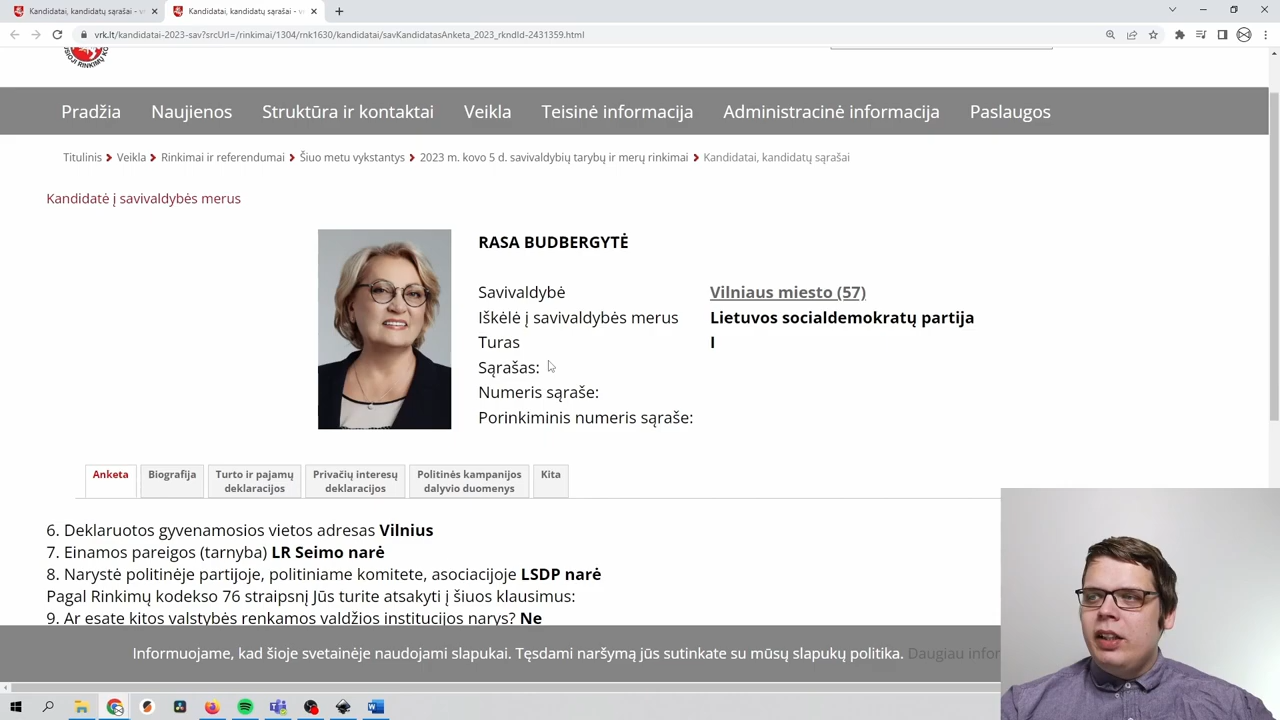 Kandidatai, kandidatų sąrašai - v
Kandidatai, kandidatų sąrašai - v
vrk.lt/kandidatai-2023-sav?srcUrl=/rinkimai/1304/rnk1630/kandidatai/savKandidatasAnketa_2023_rkndId-2431359.html
Pradžia Naujienos Struktūra ir kontaktai Veikla Teisinė informacija Administracinė informacija Paslaugos
Titulinis Veikla Rinkimai ir referendumai Šiuo metu vykstantys 2023 m. kovo 5 d. savivaldybių tarybų ir merų rinkimai Kandidatai, kandidatų sąrašai
Kandidatė į savivaldybės merus
RASA BUDBERGYTĖ
Savivaldybė Vilniaus miesto (57)
Iškėlė į savivaldybės merus Lietuvos socialdemokratų partija
Turas I
Sąrašas:
Numeris sąraše:
Porinkiminis numeris sąraše:
Anketa
Biografija
Turto ir pajamų
deklaracijos
Privačių interesų
deklaracijos
Politinės kampanijos
dalyvio duomenys
Kita
6. Deklaruotos gyvenamosios vietos adresas Vilnius
7. Einamos pareigos (tarnyba) LR Seimo narė
8. Narystė politinėje partijoje, politiniame komitete, asociacijoje LSDP narė
Pagal Rinkimų kodekso 76 straipsnį Jūs turite atsakyti į šiuos klausimus:
9. Ar esate kitos valstybės renkamos valdžios institucijos narys? Ne
Informuojame, kad šioje svetainėje naudojami slapukai. Tęsdami naršymą jūs sutinkate su mūsų slapukų politika. Daugiau infor